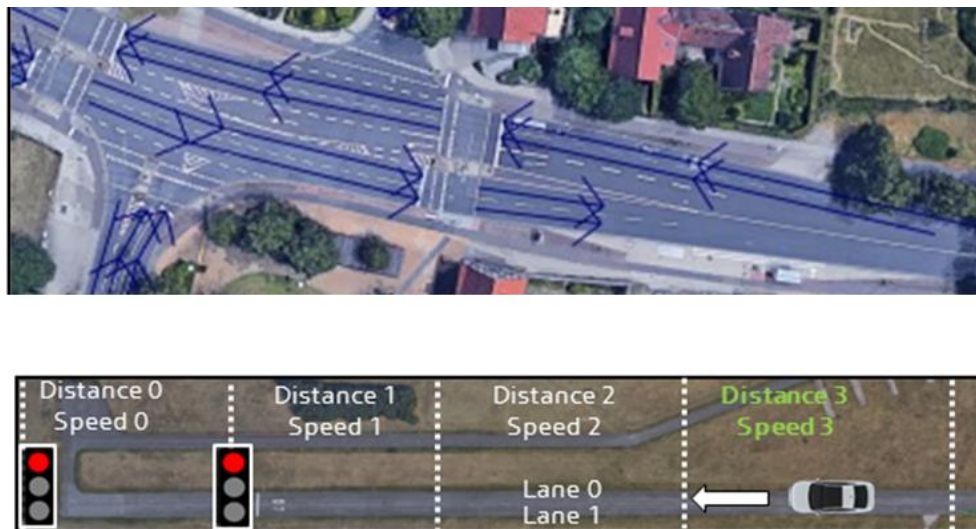 Distance 0
Speed 0
Distance 1
Speed 1
Distance 2
Speed 2
Distance 3
Speed 3
Lane 0
Lane 1